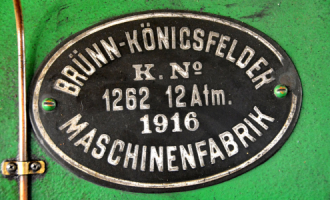 BRÜNN-KÖNIGSFELDER
K. Nº
1262 12 Atm.
1916
MASCHINENFABRIK